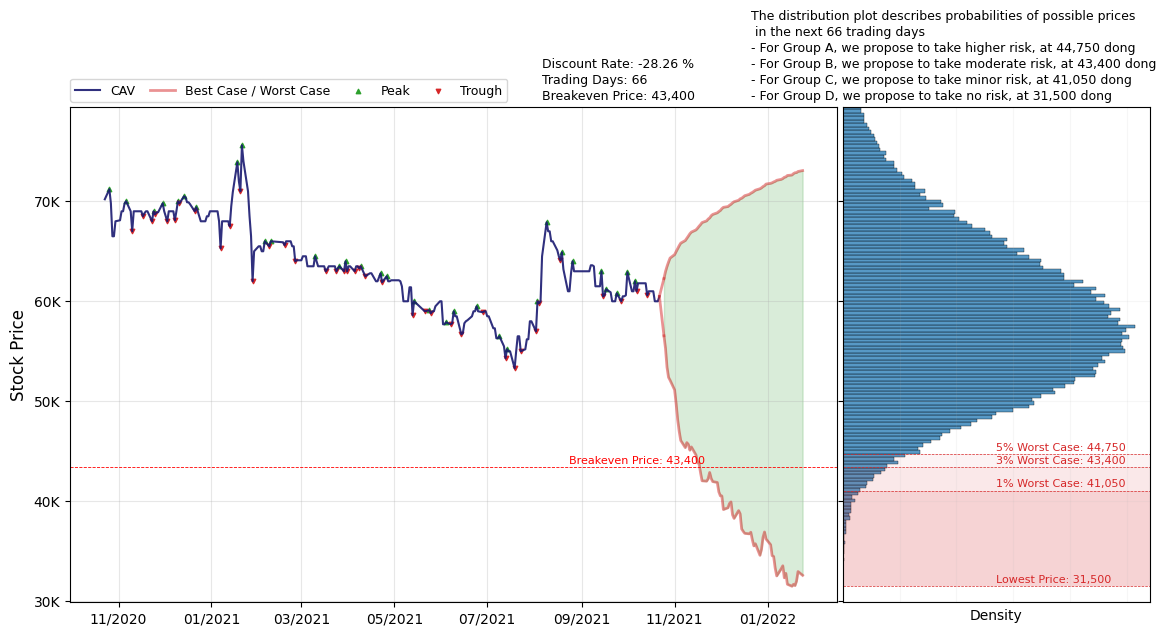 The distribution plot describes probabilities of possible prices
in the next 66 trading days
- For Group A, we propose to take higher risk, at 44,750 dong
- For Group B, we propose to take moderate risk, at 43,400 dong
- For Group C, we propose to take minor risk, at 41,050 dong
- For Group D, we propose to take no risk, at 31,500 dong
Discount Rate: -28.26 %
Trading Days: 66
Breakeven Price: 43,400
CAV
Best Case / Worst Case
Peak
Trough
Stock Price
70K
60K
50K
40K
30K
Breakeven Price: 43,400
5% Worst Case: 44,750
3% Worst Case: 43,400
1% Worst Case: 41,050
Lowest Price: 31,500
11/2020
01/2021
03/2021
05/2021
07/2021
09/2021
11/2021
01/2022
Density